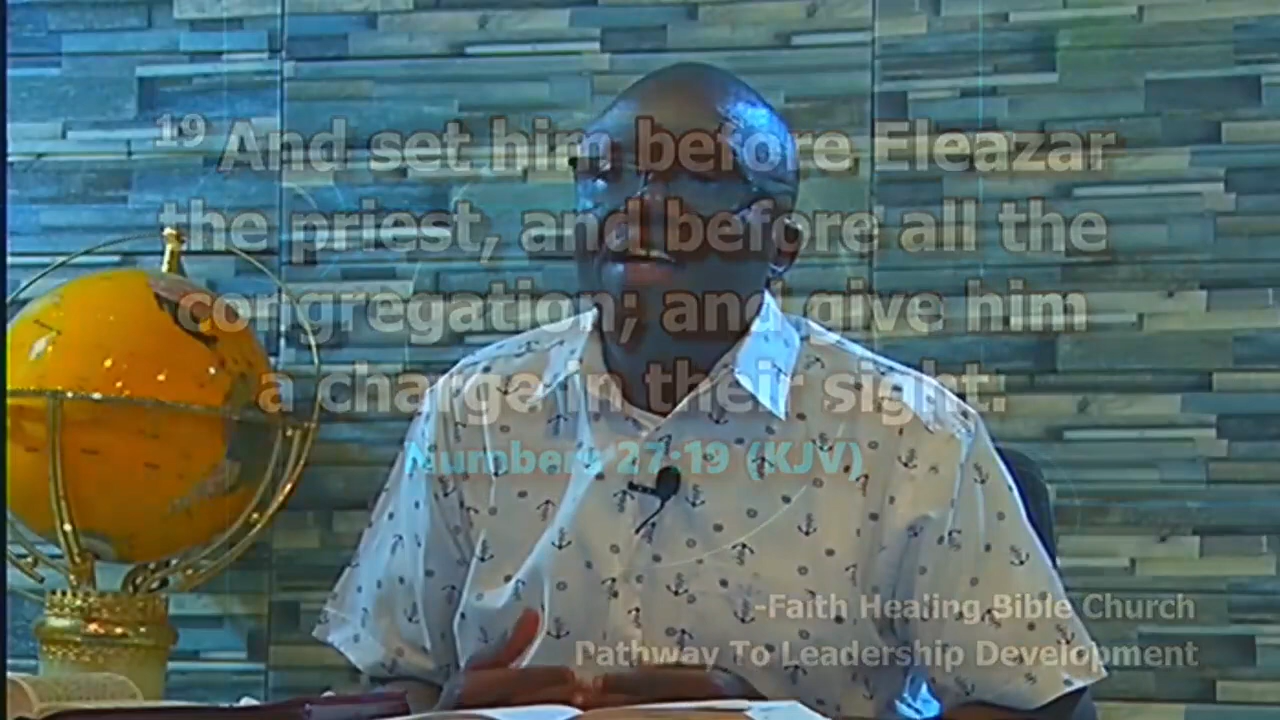 19 And set him before Eleazar
the priest, and before all the
congregation; and give him
a charge in their sight.
Numbers 27:19 (KJV)
-Faith Healing Bible Church
Pathway To Leadership Development